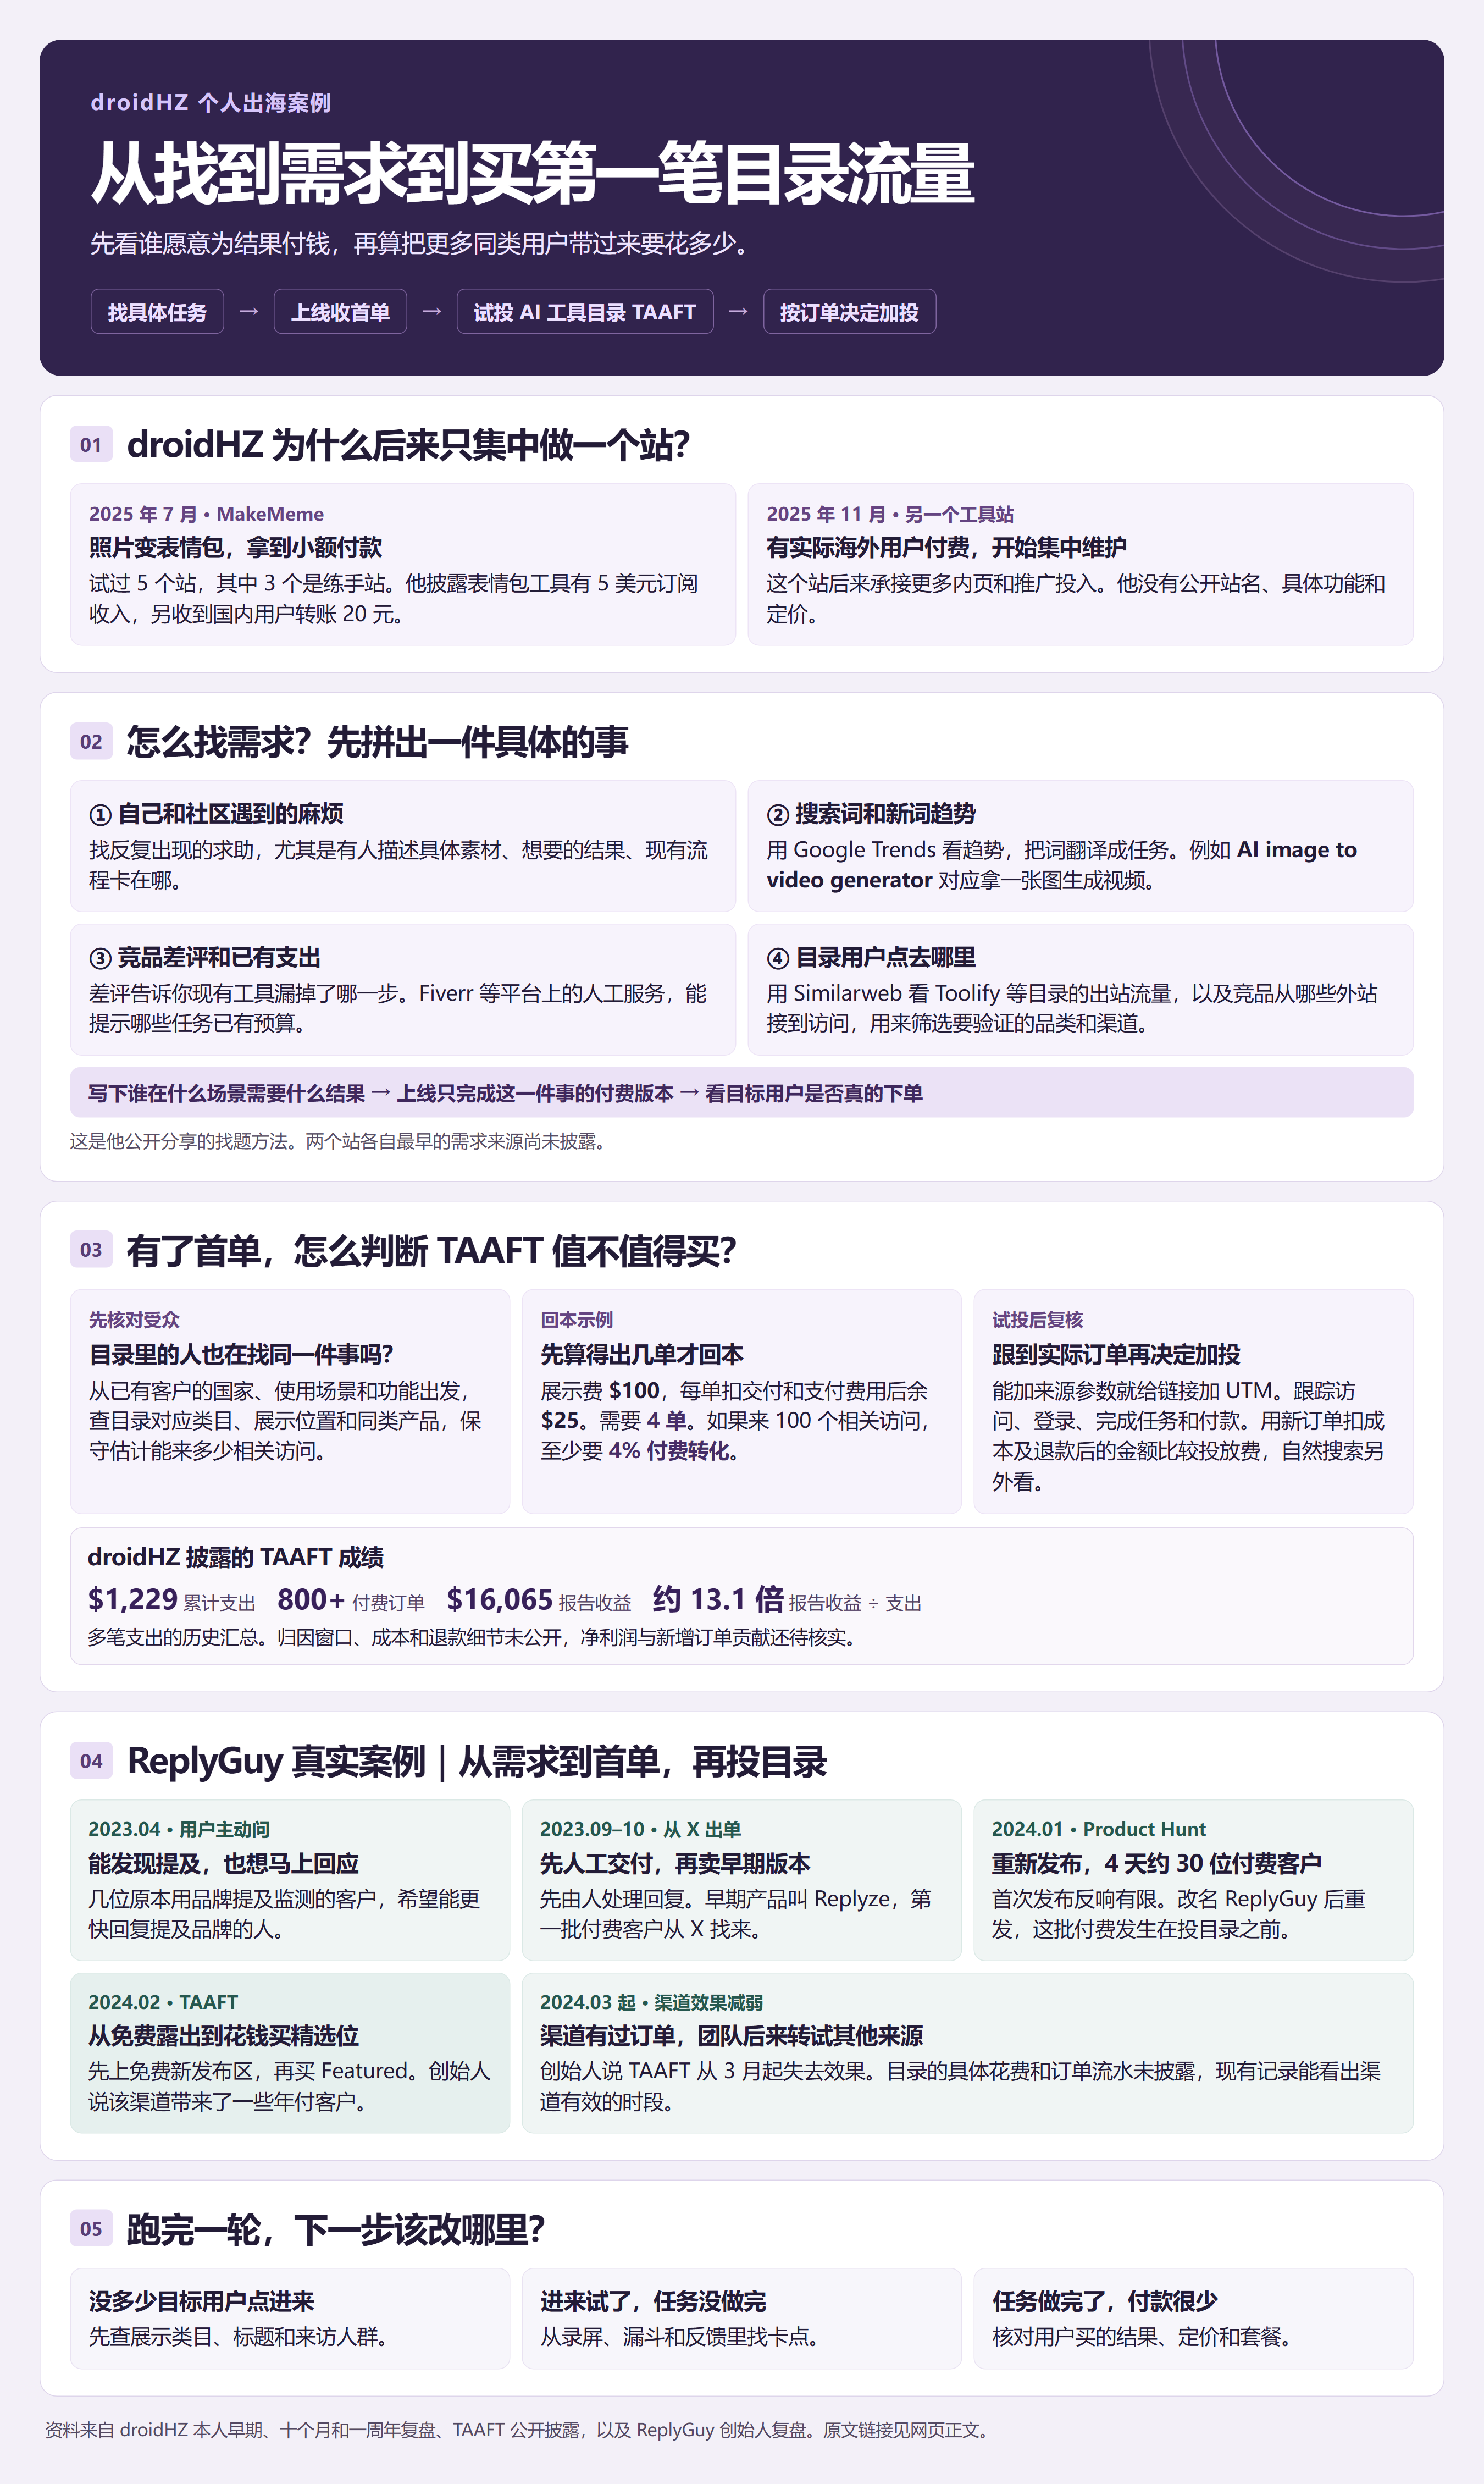 droidHZ 个人出海案例
从找到需求到买第一笔目录流量
先看谁愿意为结果付钱，再算把更多同类用户带过来要花多少。
找具体任务 → 上线收首单 → 试投 AI 工具目录 TAAFT → 按订单决定加投
01 droidHZ 为什么后来只集中做一个站？
2025 年 7 月 • MakeMeme
照片变表情包，拿到小额付款
试过 5 个站，其中 3 个是练手站。他披露表情包工具有 5 美元订阅
收入，另收到国内用户转账 20 元。
2025 年 11 月 • 另一个工具站
有实际海外用户付费，开始集中维护
这个站后来承接更多内页和推广投入。他没有公开站名、具体功能和
定价。
02 怎么找需求？先拼出一件具体的事
① 自己和社区遇到的麻烦
找反复出现的求助，尤其是有人描述具体素材、想要的结果、现有流
程卡在哪。
② 搜索词和新词趋势
用 Google Trends 看趋势，把词翻译成任务。例如 AI image to
video generator 对应拿一张图生成视频。
③ 竞品差评和已有支出
差评告诉你现有工具漏掉了哪一步。Fiverr 等平台上的人工服务，能
提示哪些任务已有预算。
④ 目录用户点去哪里
用 Similarweb 看 Toolify 等目录的出站流量，以及竞品从哪些外站
接到访问，用来筛选要验证的品类和渠道。
写下谁在什么场景需要什么结果 → 上线只完成这一件事的付费版本 → 看目标用户是否真的下单
这是他公开分享的找题方法。两个站各自最早的需求来源尚未披露。
03 有了首单，怎么判断 TAAFT 值不值得买？
先核对受众
目录里的人也在找同一件事吗？
从已有客户的国家、使用场景和功能出发，
查目录对应类目、展示位置和同类产品，保
守估计能来多少相关访问。
回本示例
先算得出几单才回本
展示费 $100，每单扣交付和支付费用后余
$25。需要 4 单。如果来 100 个相关访问，
至少要 4% 付费转化。
试投后复核
跟到实际订单再决定加投
能加来源参数就给链接加 UTM。跟踪访
问、登录、完成任务和付款。用新订单扣成
本及退款后的金额比较投放费，自然搜索另
外看。
droidHZ 披露的 TAAFT 成绩
$1,229 累计支出 800+ 付费订单 $16,065 报告收益 约 13.1 倍 报告收益 ÷ 支出
多笔支出的历史汇总。归因窗口、成本和退款细节未公开，净利润与新增订单贡献还待核实。
04 ReplyGuy 真实案例｜从需求到首单，再投目录
2023.04 • 用户主动问
能发现提及，也想马上回应
几位原本用品牌提及监测的客户，希望能更
快回复提及品牌的人。
2023.09–10 • 从 X 出单
先人工交付，再卖早期版本
先由人处理回复。早期产品叫 Replyze，第
一批付费客户从 X 找来。
2024.01 • Product Hunt
重新发布，4 天约 30 位付费客户
首次发布反响有限。改名 ReplyGuy 后重
发，这批付费发生在投目录之前。
2024.02 • TAAFT
从免费露出到花钱买精选位
先上免费新发布区，再买 Featured。创始人
说该渠道带来了一些年付客户。
2024.03 起 • 渠道效果减弱
渠道有过订单，团队后来转试其他来源
创始人说 TAAFT 从 3 月起失去效果。目录的具体花费和订单流水未披露，现有记录能看出渠
道有效的时段。
05 跑完一轮，下一步该改哪里？
没多少目标用户点进来
先查展示类目、标题和来访人群。
进来试了，任务没做完
从录屏、漏斗和反馈里找卡点。
任务做完了，付款很少
核对用户买的结果、定价和套餐。
资料来自 droidHZ 本人早期、十个月和一周年复盘、TAAFT 公开披露，以及 ReplyGuy 创始人复盘。原文链接见网页正文。